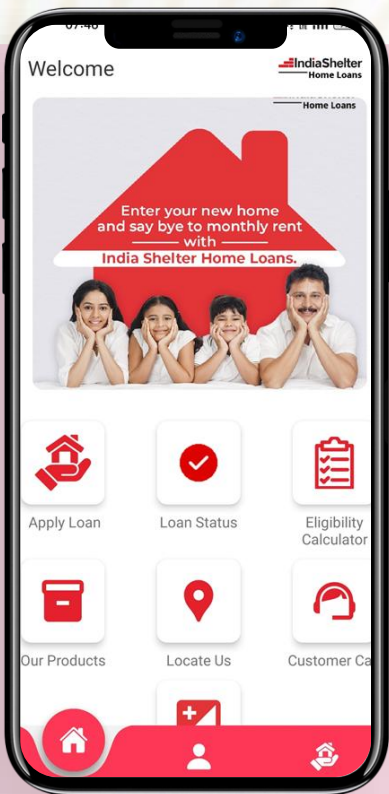 Welcome
IndiaShelter
Home Loans
Home Loans
Enter your new home
and say bye to monthly rent
with
India Shelter Home Loans.
Apply Loan
Loan Status
Eligibility
Calculator
Our Products
Locate Us
Customer Ca